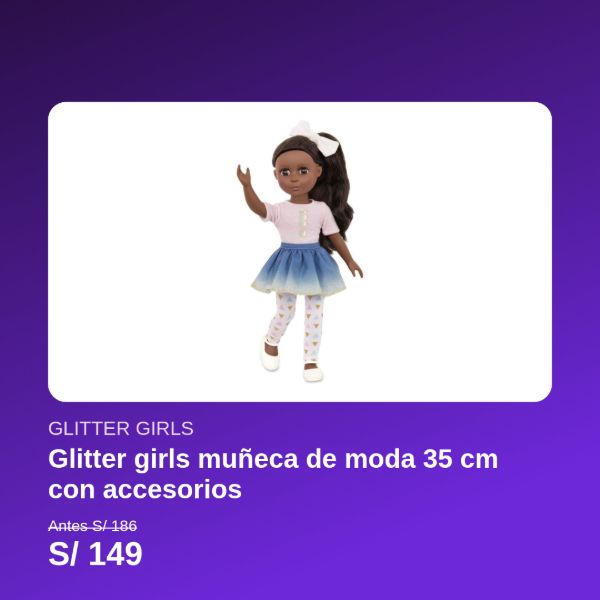 GLITTER GIRLS
Glitter girls muñeca de moda 35 cm
con accesorios
Antes S/ 186
S/ 149